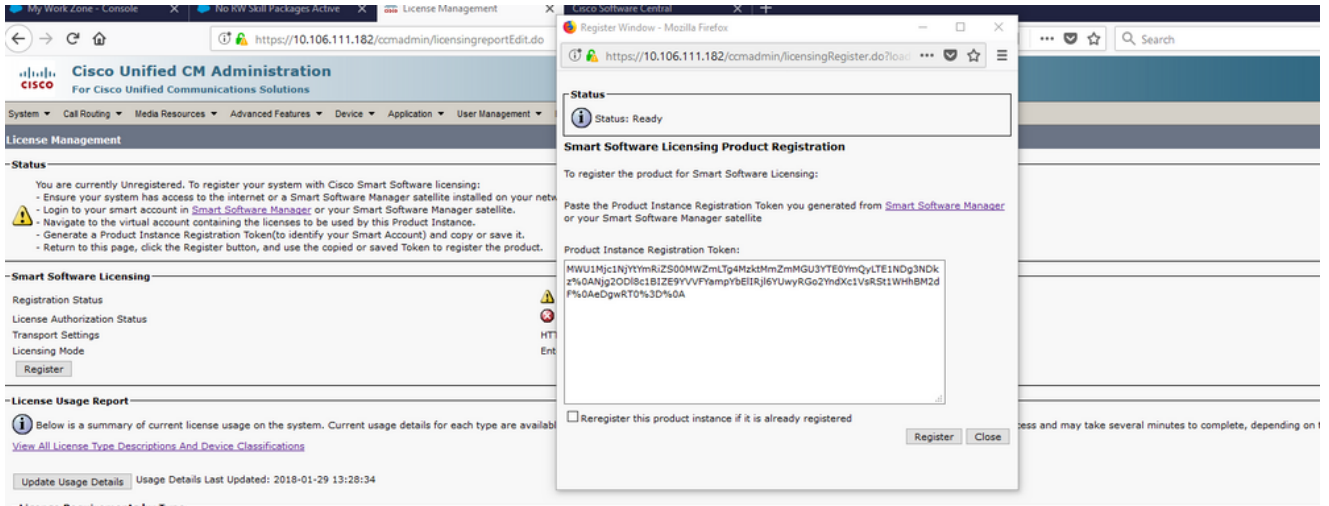 My Work Zone - Console
No RW Skill Packages Active
License Management
Cisco Software Central
https://10.106.111.182/ccmadmin/licensingreportEdit.do
Search
cisco
Cisco Unified CM Administration
For Cisco Unified Communications Solutions
System Call Routing Media Resources Advanced Features Device Application User Management
License Management
Status
You are currently Unregistered. To register your system with Cisco Smart Software licensing:
- Ensure your system has access to the internet or a Smart Software Manager satellite installed on your netw
- Login to your smart account in Smart Software Manager or your Smart Software Manager satellite.
- Navigate to the virtual account containing the licenses to be used by this Product Instance.
- Generate a Product Instance Registration Token(to identify your Smart Account) and copy or save it.
- Return to this page, click the Register button, and use the copied or saved Token to register the product.
Smart Software Licensing
Registration Status
License Authorization Status
Transport Settings HTT
Licensing Mode Ent
Register
License Usage Report
Below is a summary of current license usage on the system. Current usage details for each type are availabl
cess and may take several minutes to complete, depending on t
View All License Type Descriptions And Device Classifications
Update Usage Details Usage Details Last Updated: 2018-01-29 13:28:34
Register Window - Mozilla Firefox
https://10.106.111.182/ccmadmin/licensingRegister.do?load
Status
Status: Ready
Smart Software Licensing Product Registration
To register the product for Smart Software Licensing:
Paste the Product Instance Registration Token you generated from Smart Software Manager
or your Smart Software Manager satellite
Product Instance Registration Token:
MWU1Mjc1NjYtYmRiZS00MWZmLTg4MzktMmZmMGU3YTE0YmQyLTE1NDg3NDk
z%0ANjg2ODl8c1BIZE9YVVFYampYbElIRjl6YUwyRGo2YndXc1VsRSt1WHhBM2d
F%0AeDgwRT0%3D%0A
Reregister this product instance if it is already registered
Register Close